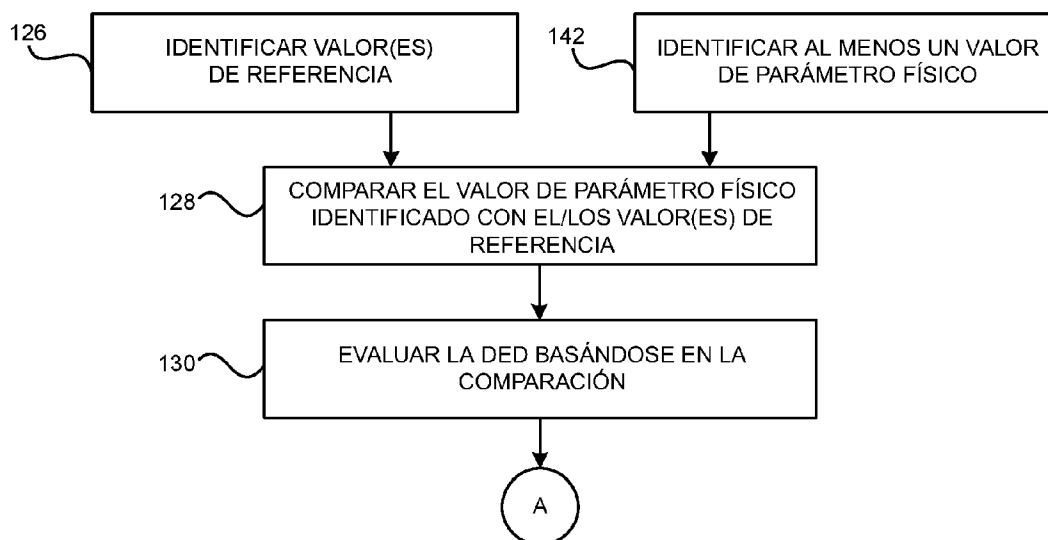 126
IDENTIFICAR VALOR(ES)
DE REFERENCIA
142
IDENTIFICAR AL MENOS UN VALOR
DE PARÁMETRO FÍSICO
128
COMPARAR EL VALOR DE PARÁMETRO FÍSICO
IDENTIFICADO CON EL/LOS VALOR(ES) DE
REFERENCIA
130
EVALUAR LA DED BASÁNDOSE EN LA
COMPARACIÓN
A